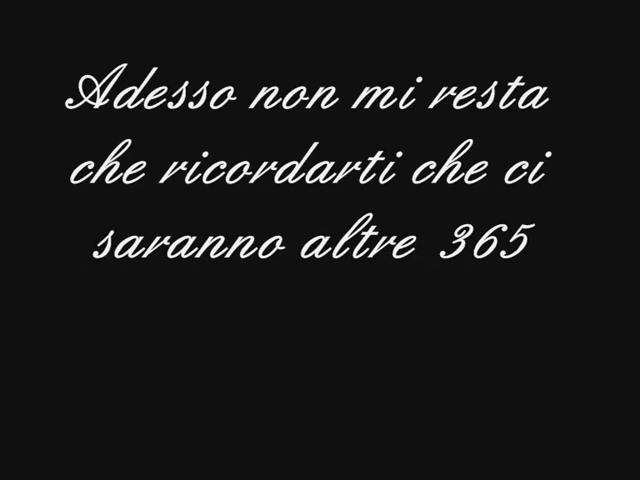 Adesso non mi resta
che ricordarti che ci
saranno altre 365